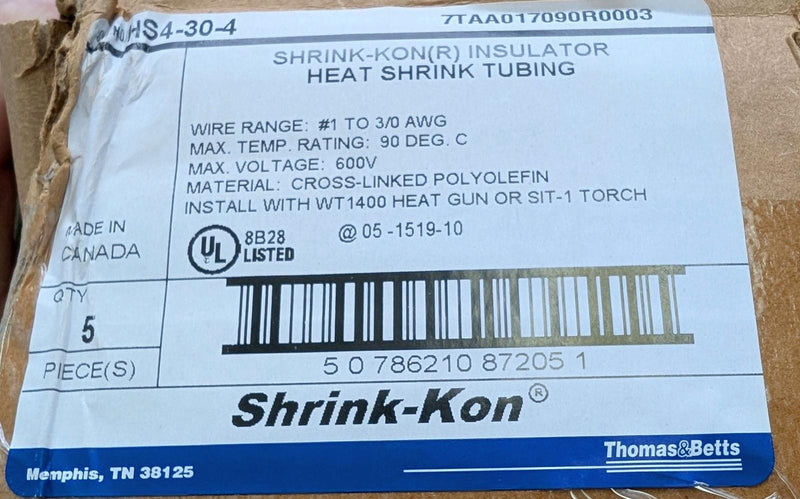 No. HS4-30-4
7TAA017090R0003
SHRINK-KON(R) INSULATOR
HEAT SHRINK TUBING
WIRE RANGE: #1 TO 3/0 AWG
MAX. TEMP. RATING: 90 DEG. C
MAX. VOLTAGE: 600V
MATERIAL: CROSS-LINKED POLYOLEFIN
INSTALL WITH WT1400 HEAT GUN OR SIT-1 TORCH
MADE IN
CANADA
UL 8B28
LISTED
@ 05 -1519-10
QTY
5
PIECE(S)
5 0 786210 87205 1
Shrink-Kon®
Thomas&Betts
Memphis, TN 38125